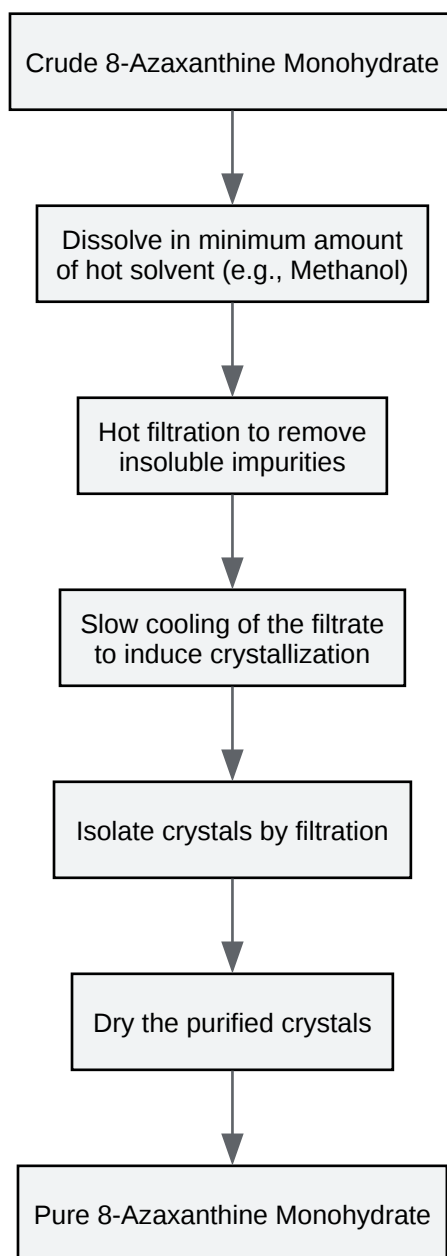 Crude 8-Azaxanthine Monohydrate
Dissolve in minimum amount
of hot solvent (e.g., Methanol)
Hot filtration to remove
insoluble impurities
Slow cooling of the filtrate
to induce crystallization
Isolate crystals by filtration
Dry the purified crystals
Pure 8-Azaxanthine Monohydrate